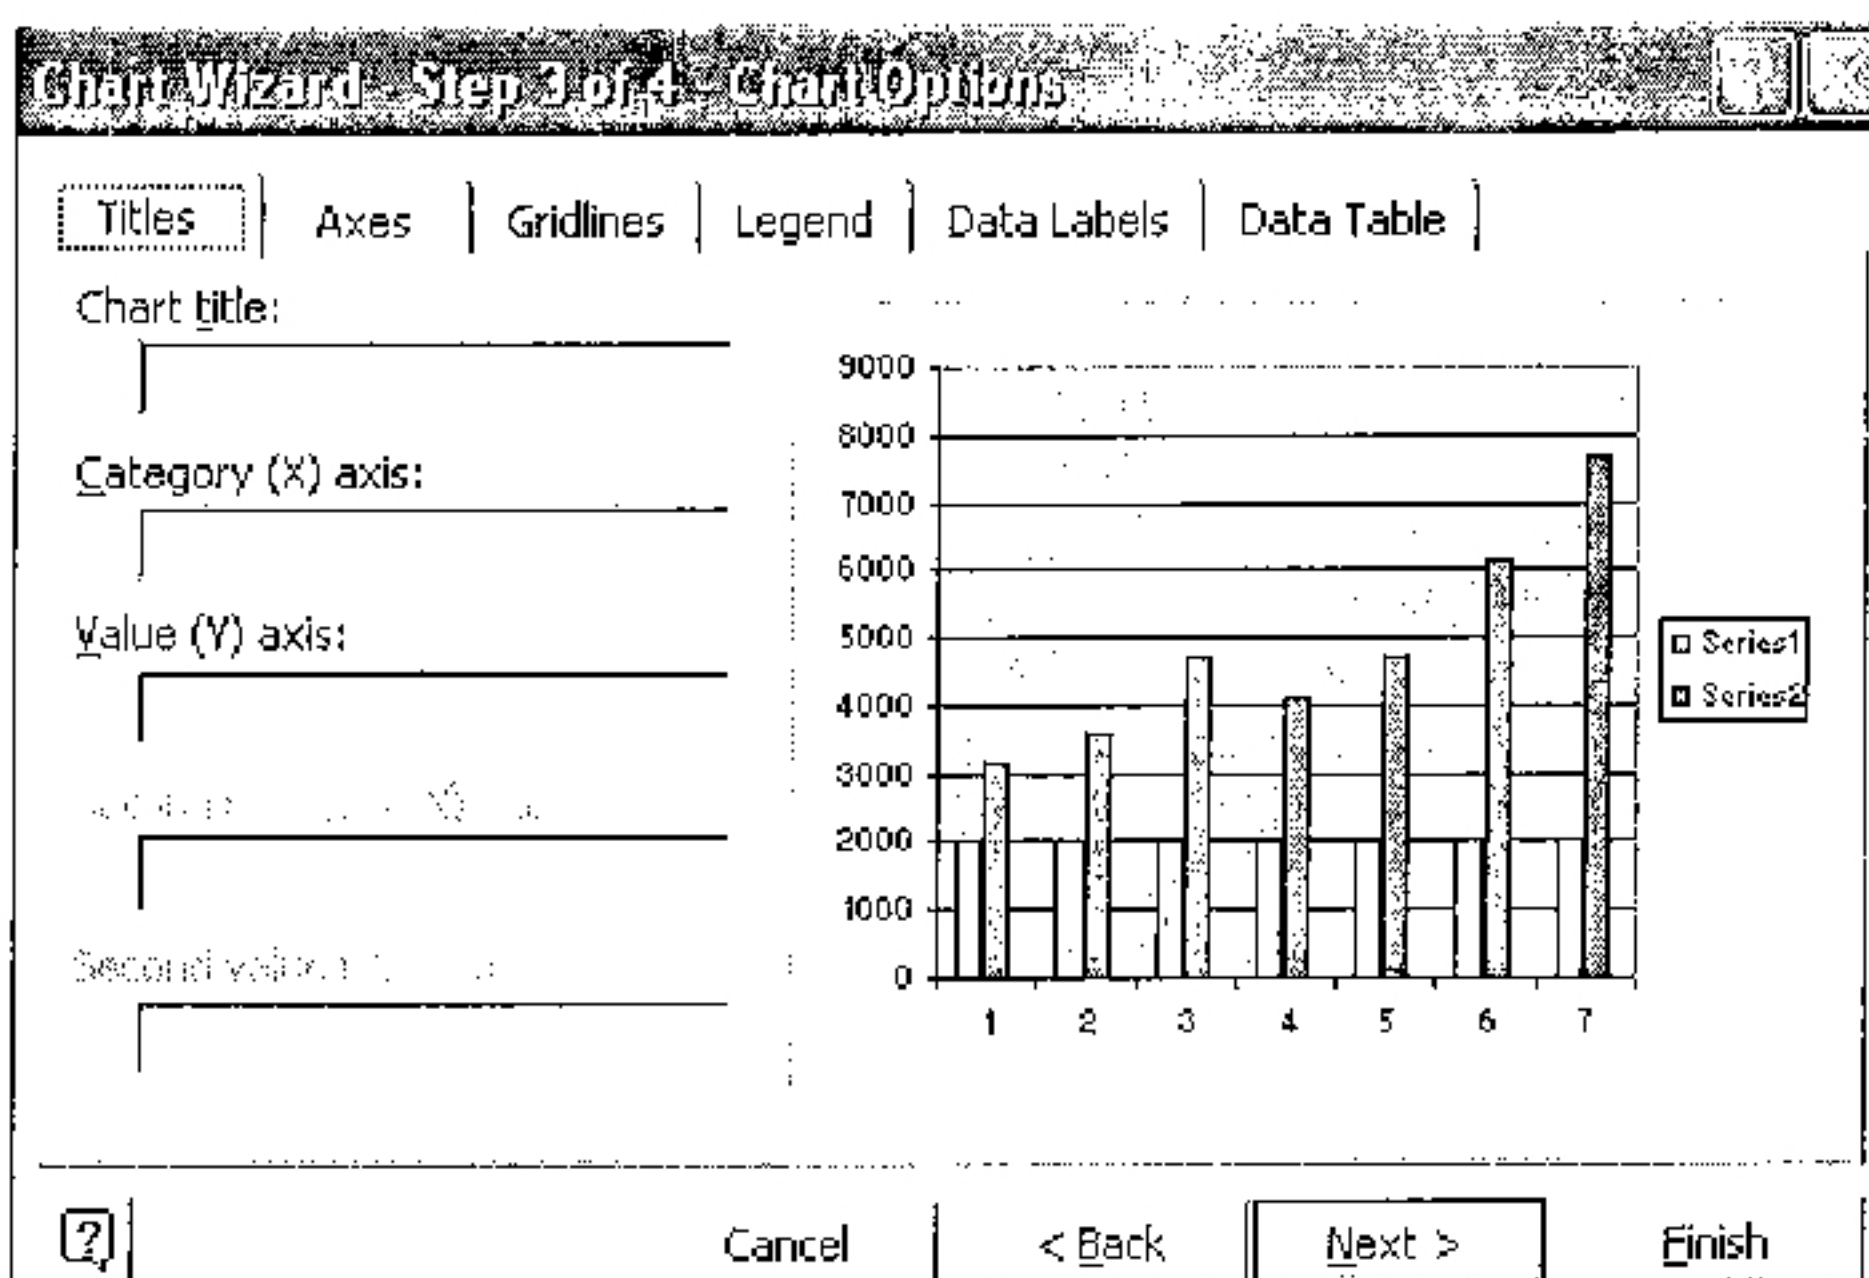 Chart Wizard - Step 3 of 4 - Chart Options
Titles Axes Gridlines Legend Data Labels Data Table
Chart title:
Category (X) axis:
Value (Y) axis:
Second value
9000
8000
7000
6000
5000
4000
3000
2000
1000
0
1 2 3 4 5 6 7
Series1
Series2
Cancel < Back Next > Finish